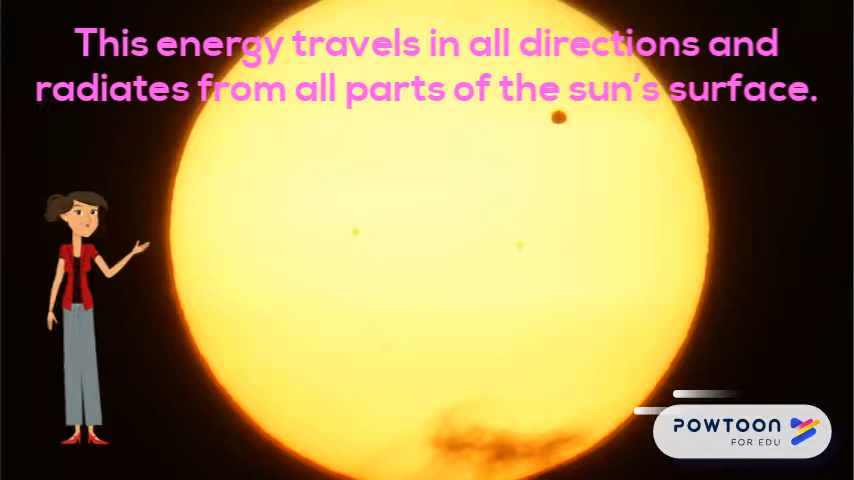 This energy travels in all directions and
radiates from all parts of the sun's surface.
POWTOON
FOR EDU